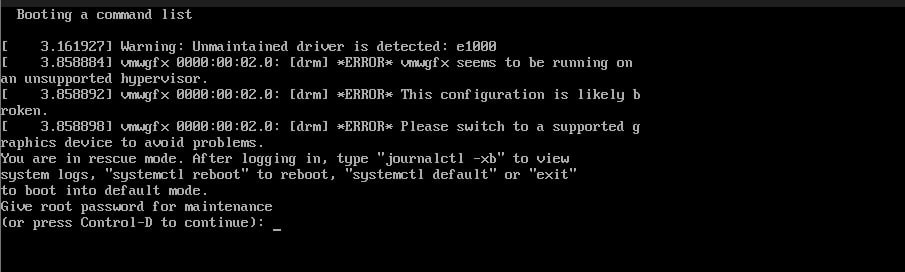 Booting a command list
[    3.161927] Warning: Unmaintained driver is detected: e1000
[    3.858884] vmwgfx 0000:00:02.0: [drm] *ERROR* vmwgfx seems to be running on
an unsupported hypervisor.
[    3.858892] vmwgfx 0000:00:02.0: [drm] *ERROR* This configuration is likely b
roken.
[    3.858898] vmwgfx 0000:00:02.0: [drm] *ERROR* Please switch to a supported g
raphics device to avoid problems.
You are in rescue mode. After logging in, type "journalctl -xb" to view
system logs, "systemctl reboot" to reboot, "systemctl default" or "exit"
to boot into default mode.
Give root password for maintenance
(or press Control-D to continue): _